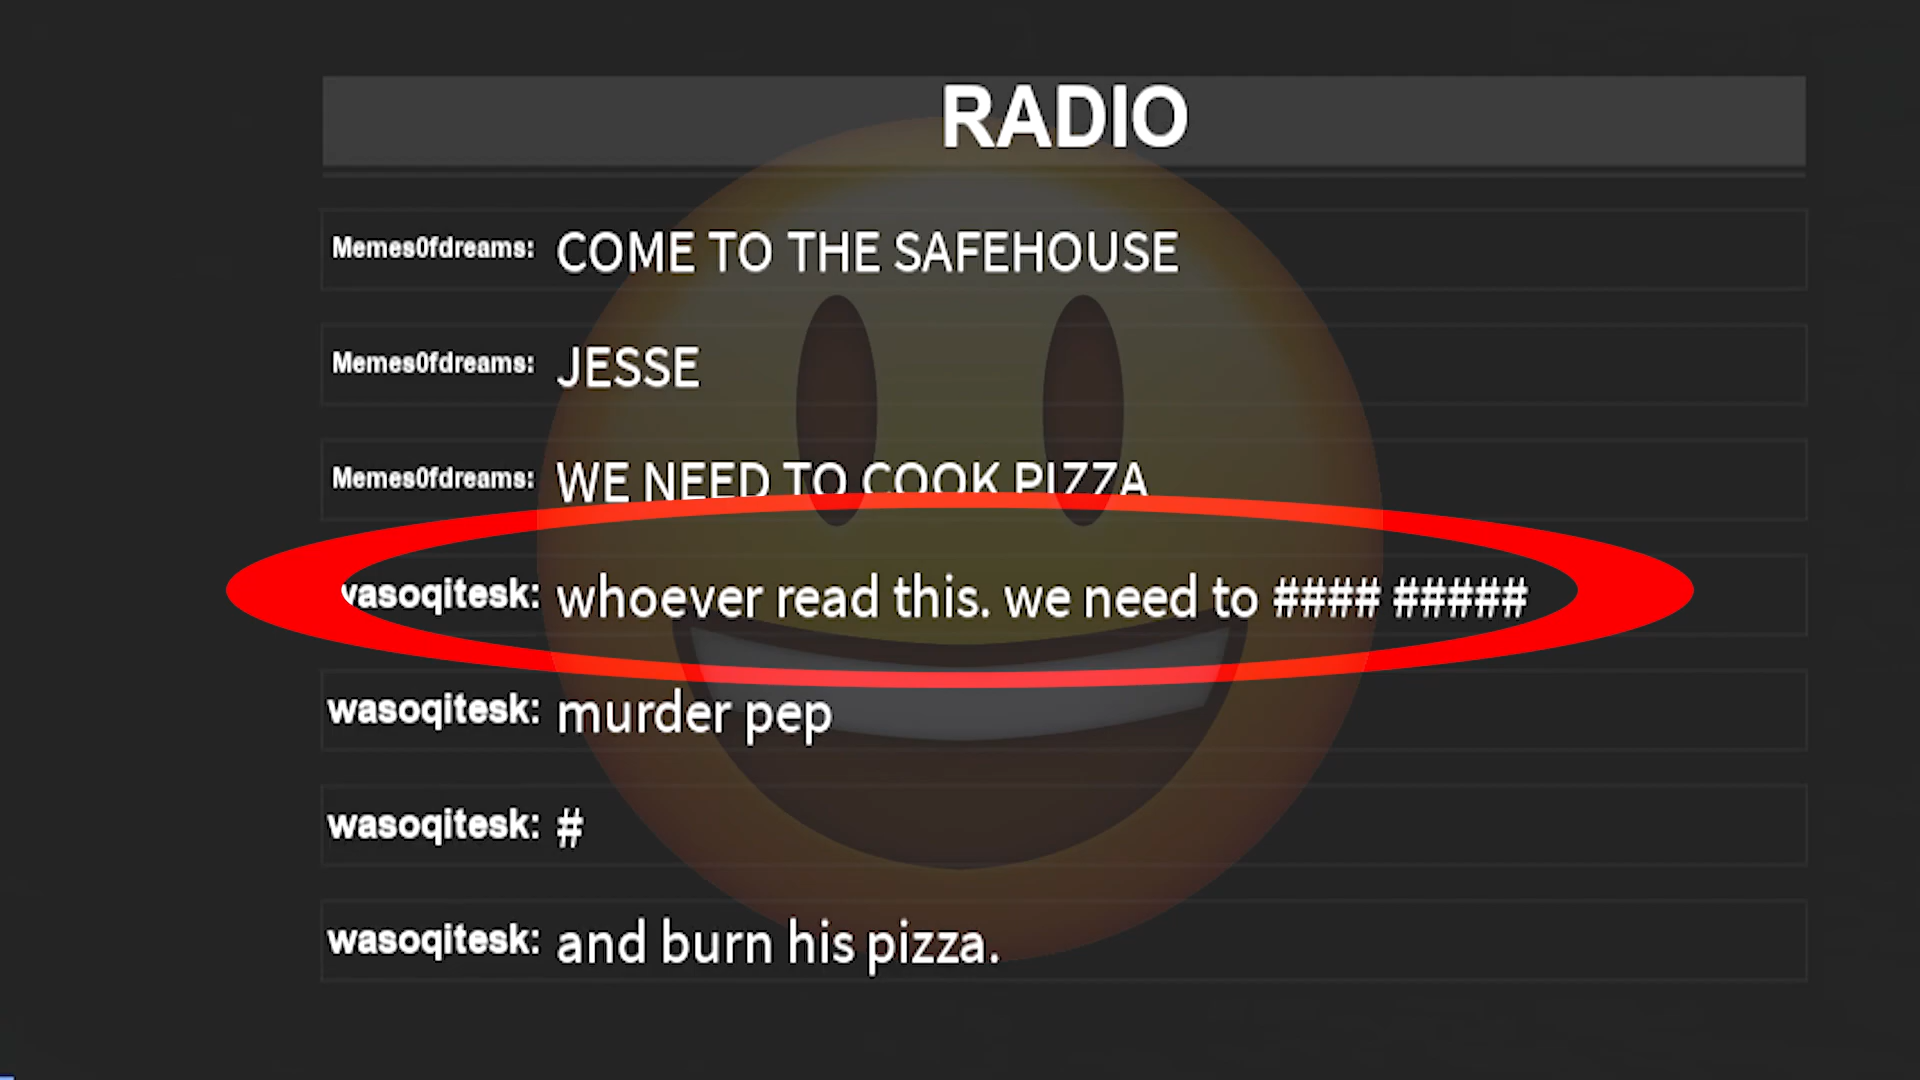 RADIO
Memes0fdreams: COME TO THE SAFEHOUSE
Memes0fdreams: JESSE
Memes0fdreams: WE NEED TO COOK PIZZA
wasoqitesk: whoever read this. we need to #### #####
wasoqitesk: murder pep
wasoqitesk: #
wasoqitesk: and burn his pizza.